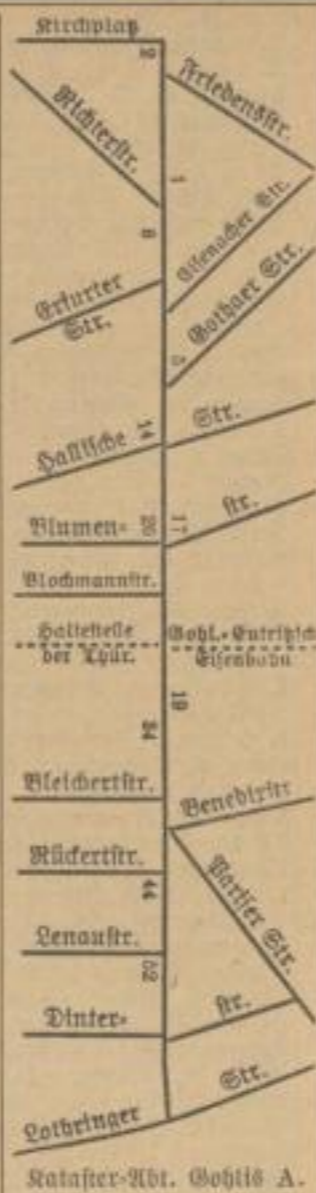 Kirchplatz
2
Friedensstr.
Richterstr.
1
Eisenacher Str.
8
Gothaer Str.
Erfurter
Str.
5
Str.
14
Hallische
str.
Blumen-
26
17
Blochmannstr.
Haltestelle
Gohl.-Eutritzsch
der Thür.
Eisenbahn
19
34
Bleichertstr.
Benedixstr
Rückertstr.
44
Pariser Str.
Lenaustr.
52
str.
Dinter-
Str.
Lothringer
Kataster-Abt. Gohlis A.